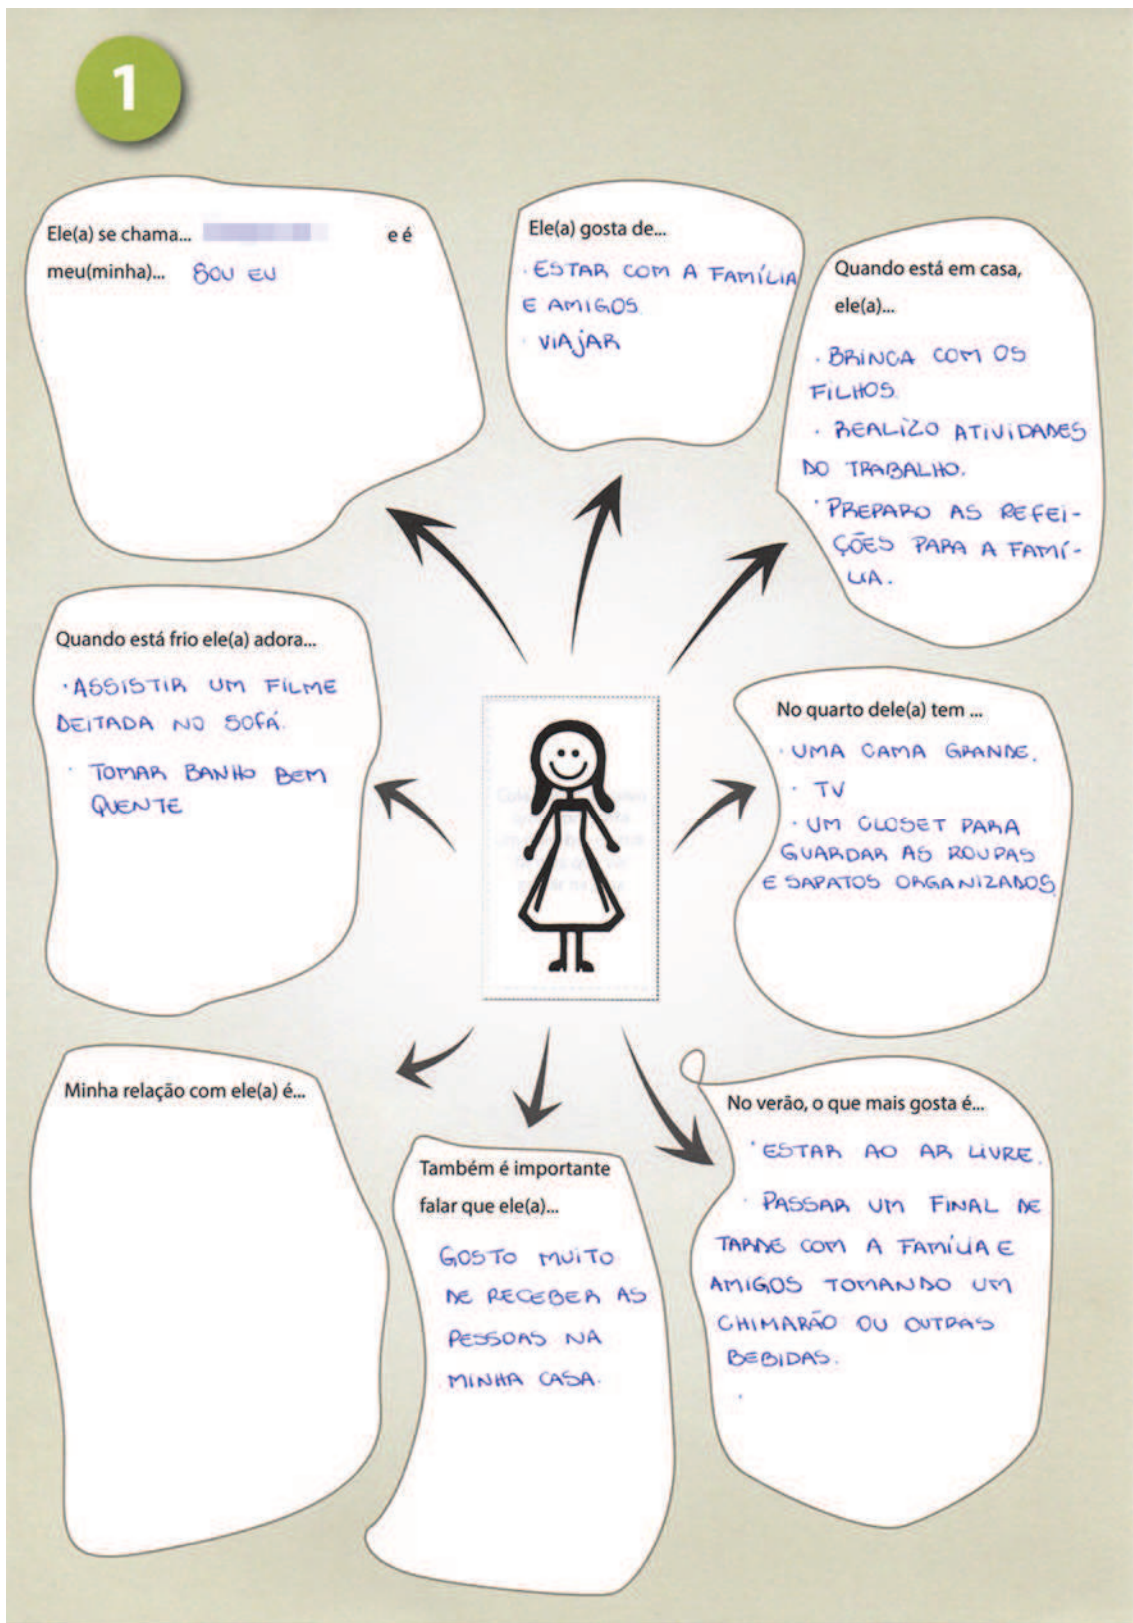 1
Ele(a) se chama... e é
meu(minha)... SOU EU
Ele(a) gosta de...
· ESTAR COM A FAMÍLIA
E AMIGOS
· VIAJAR
Quando está em casa,
ele(a)...
· BRINCA COM OS
FILHOS.
· REALIZO ATIVIDADES
DO TRABALHO.
· PREPARO AS REFEI-
ÇÕES PARA A FAMÍ-
LIA.
Quando está frio ele(a) adora...
· ASSISTIR UM FILME
DEITADA NO SOFÁ.
· TOMAR BANHO BEM
QUENTE
No quarto dele(a) tem ...
· UMA CAMA GRANDE.
· TV
· UM CLOSET PARA
GUARDAR AS ROUPAS
E SAPATOS ORGANIZADOS
Minha relação com ele(a) é...
Também é importante
falar que ele(a)...
GOSTO MUITO
DE RECEBER AS
PESSOAS NA
MINHA CASA.
No verão, o que mais gosta é...
· ESTAR AO AR LIVRE.
· PASSAR UM FINAL DE
TARDE COM A FAMÍLIA E
AMIGOS TOMANDO UM
CHIMARÃO OU OUTRAS
BEBIDAS.